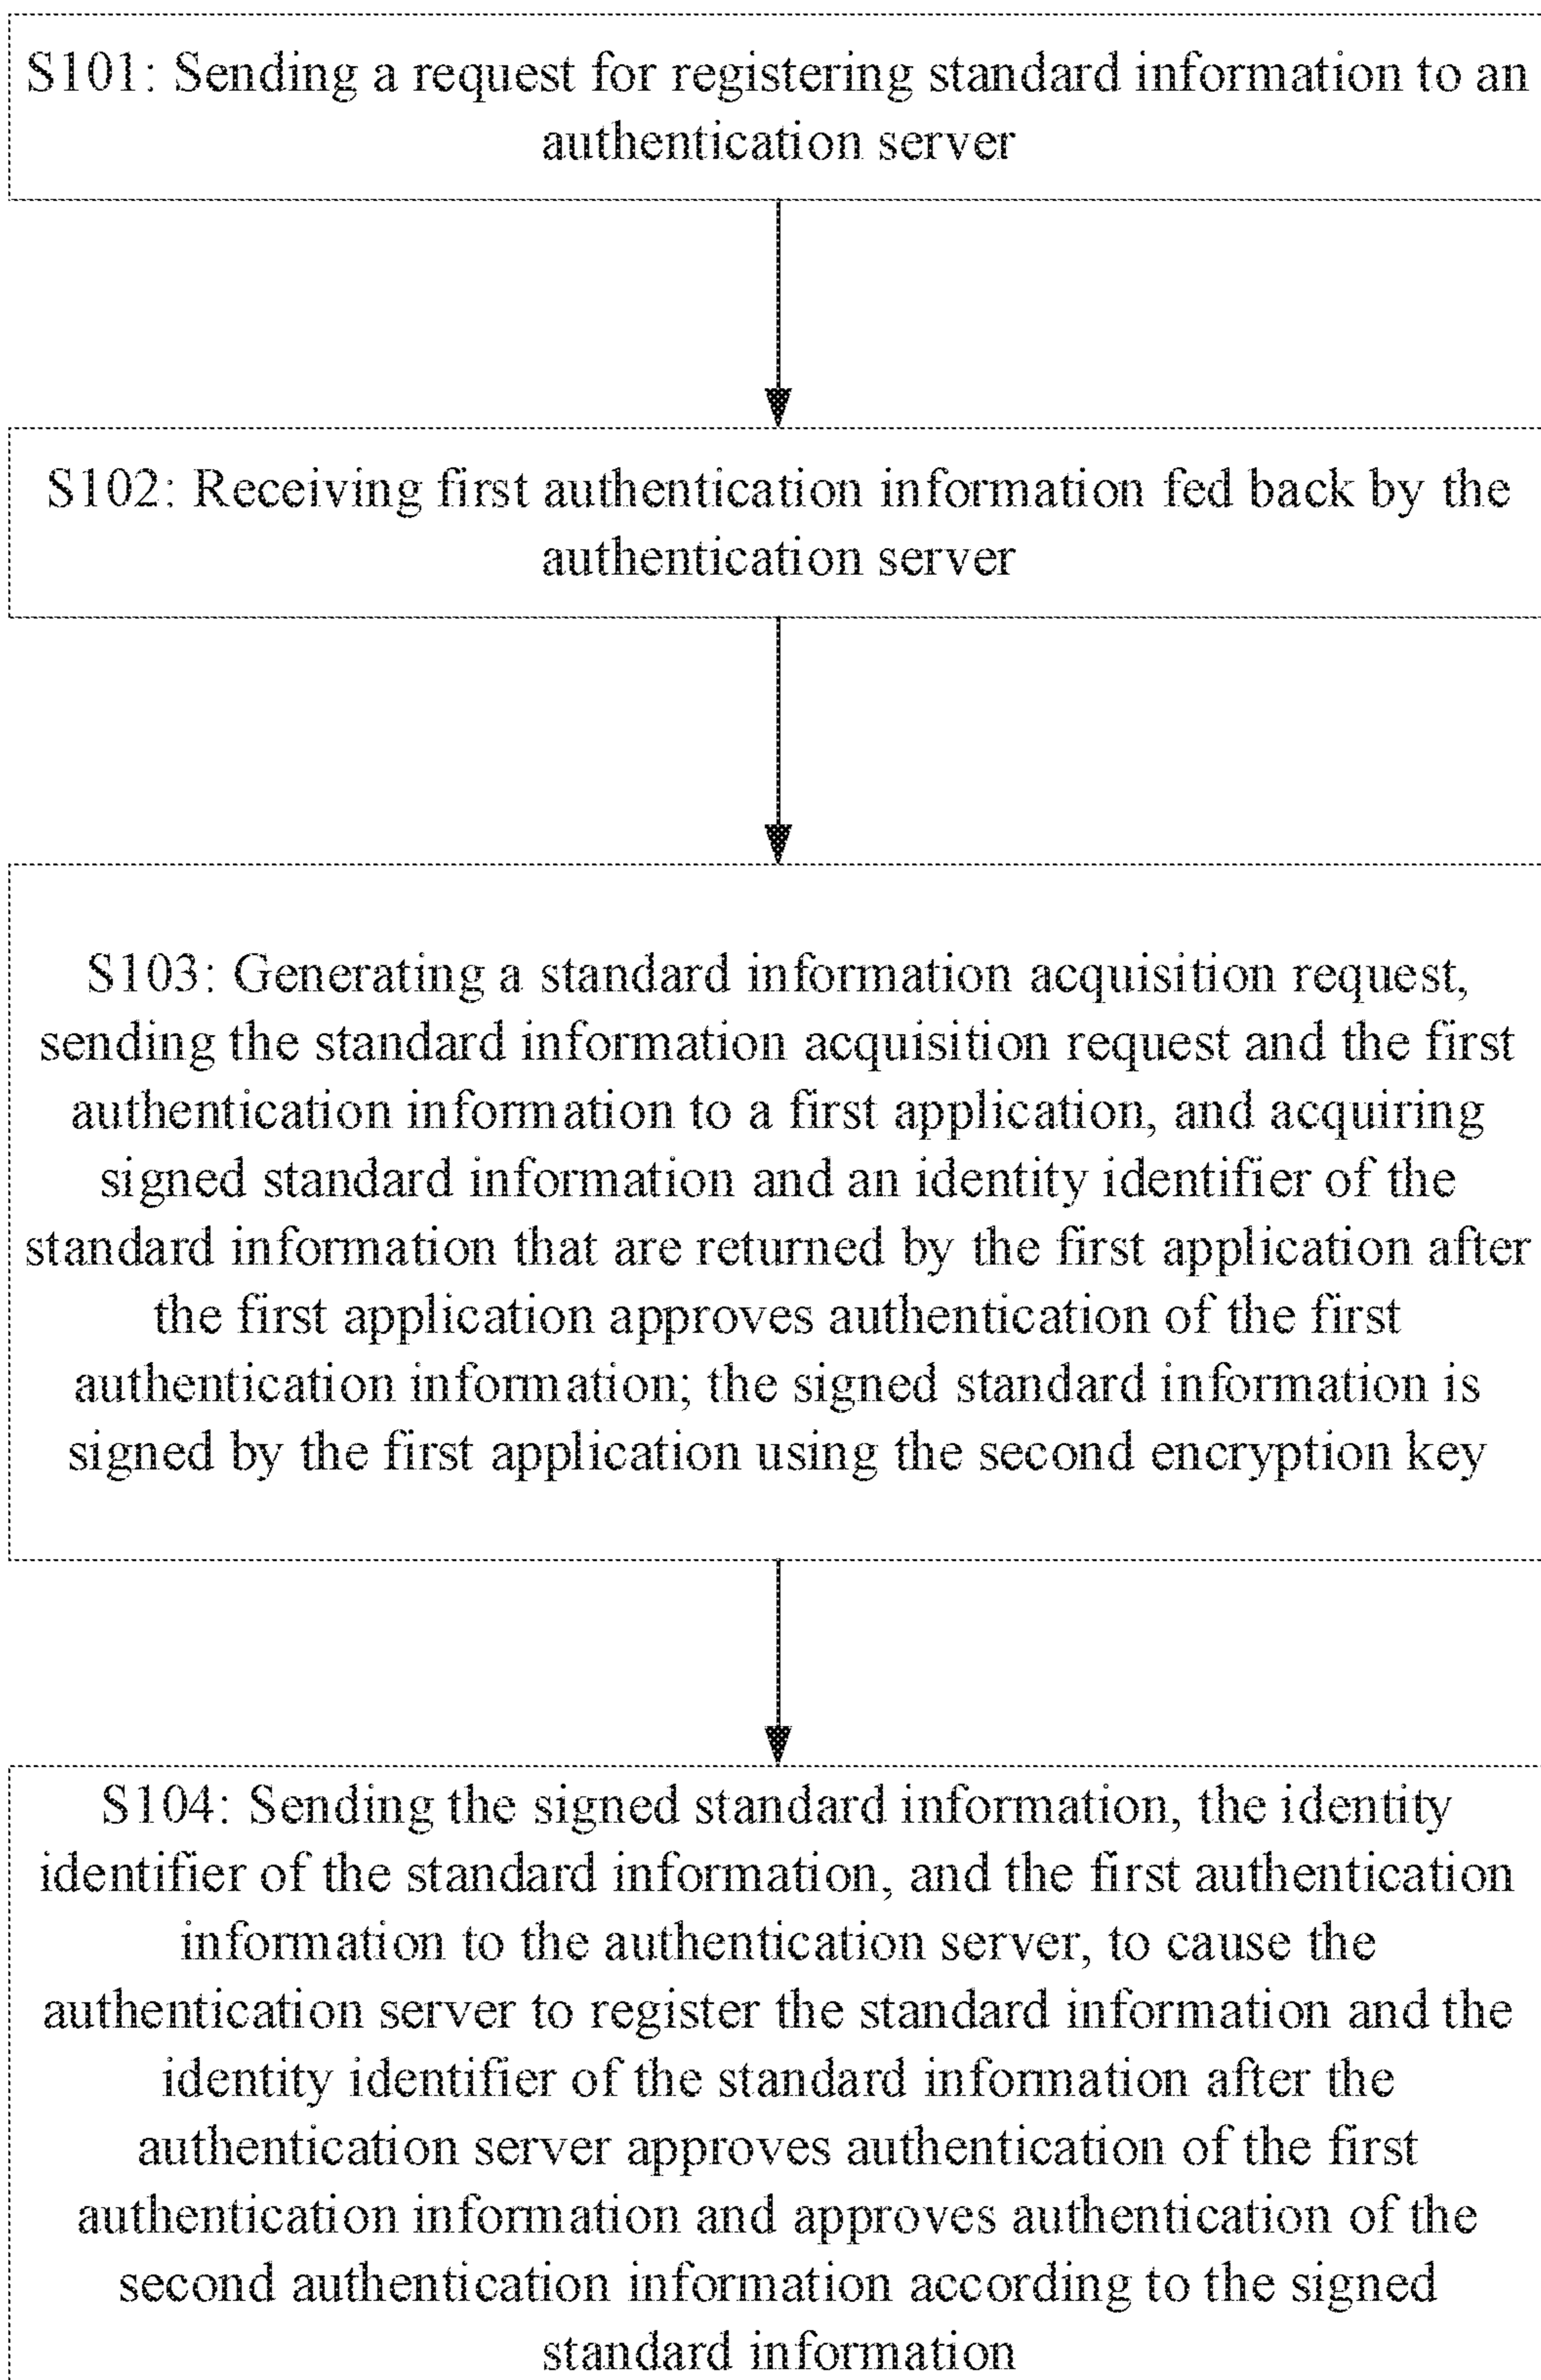 S101: Sending a request for registering standard information to an
authentication server
S102: Receiving first authentication information fed back by the
authentication server
S103: Generating a standard information acquisition request,
sending the standard information acquisition request and the first
authentication information to a first application, and acquiring
signed standard information and an identity identifier of the
standard information that are returned by the first application after
the first application approves authentication of the first
authentication information; the signed standard information is
signed by the first application using the second encryption key
S104: Sending the signed standard information, the identity
identifier of the standard information, and the first authentication
information to the authentication server, to cause the
authentication server to register the standard information and the
identity identifier of the standard information after the
authentication server approves authentication of the first
authentication information and approves authentication of the
second authentication information according to the signed
standard information